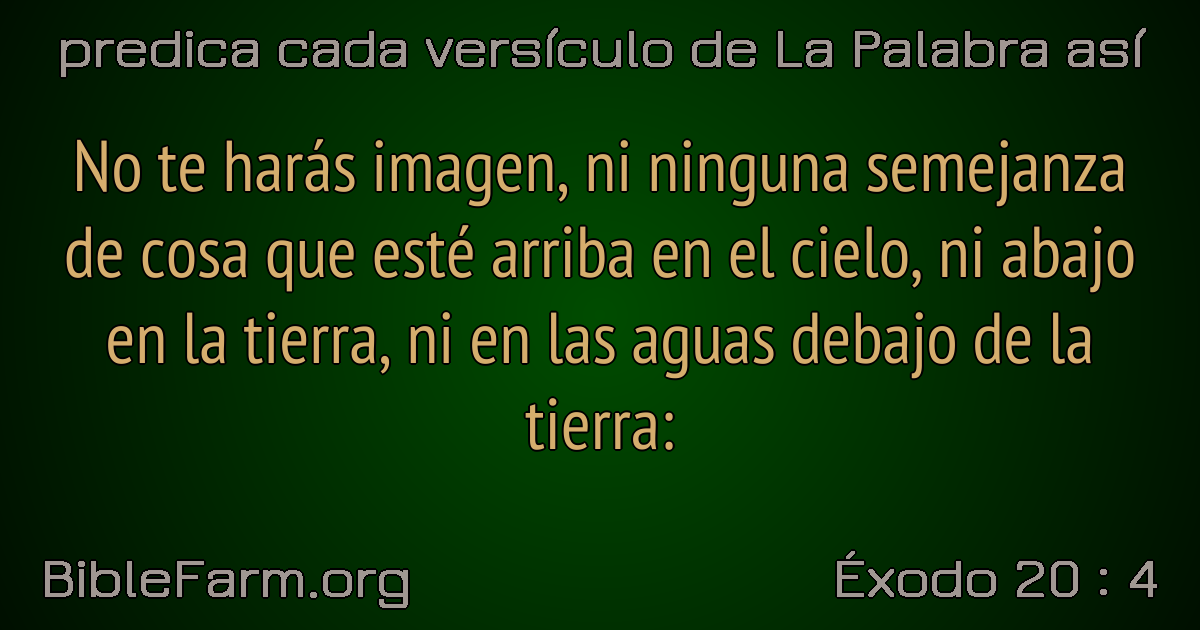 predica cada versículo de La Palabra así
No te harás imagen, ni ninguna semejanza
de cosa que esté arriba en el cielo, ni abajo
en la tierra, ni en las aguas debajo de la
tierra:
BibleFarm.org
Éxodo 20 : 4